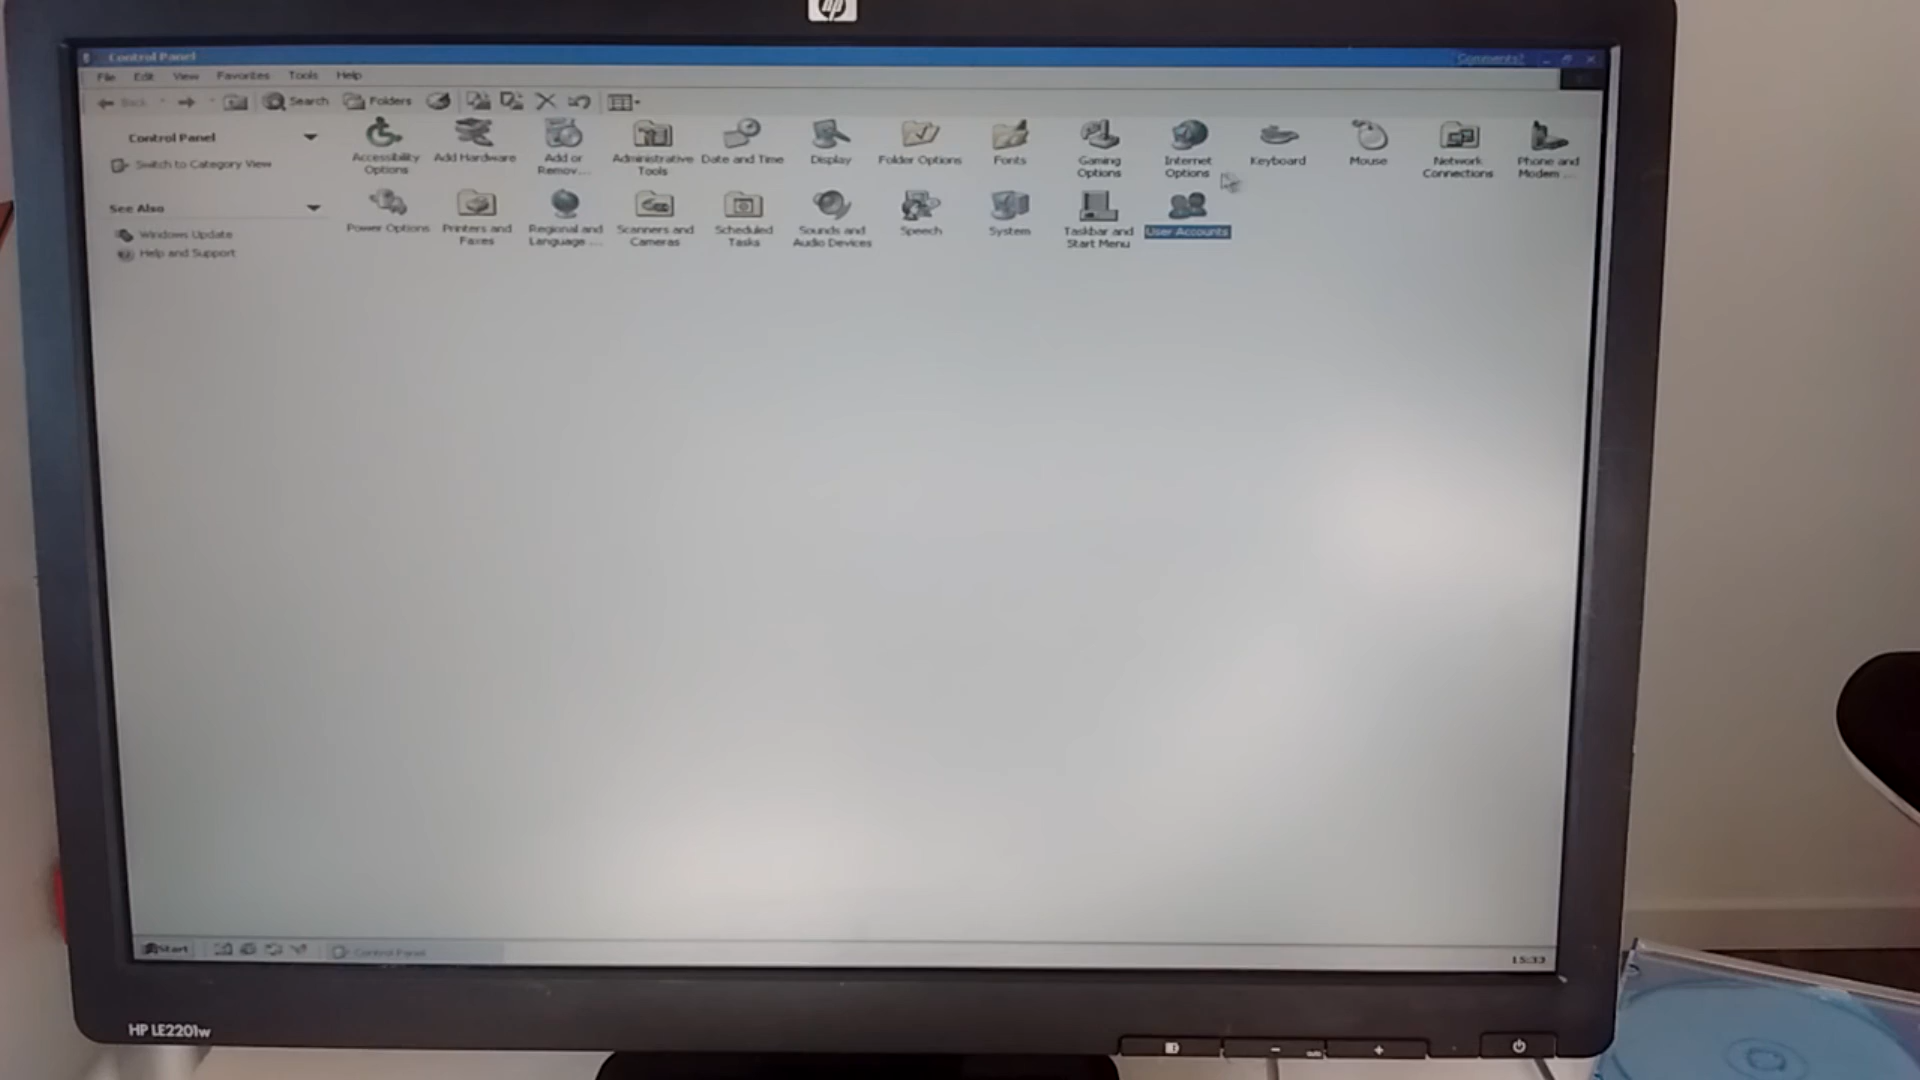 hp
Control Panel
Comments?
File Edit View Favorites Tools Help
Back Search Folders
Control Panel
Switch to Category View
See Also
Windows Update
Help and Support
Accessibility Options
Add Hardware
Add or Remov...
Administrative Tools
Date and Time
Display
Folder Options
Fonts
Gaming Options
Internet Options
Keyboard
Mouse
Network Connections
Phone and Modem ...
Power Options
Printers and Faxes
Regional and Language ...
Scanners and Cameras
Scheduled Tasks
Sounds and Audio Devices
Speech
System
Taskbar and Start Menu
User Accounts
Start
Control Panel
15:33
HP LE2201w